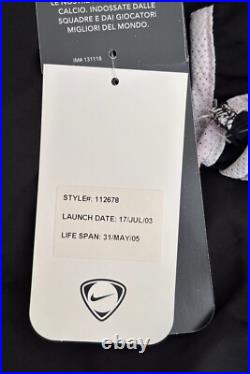 LE NOSTRE
CALCIO. INDOSSATE DALLE
SQUADRE E DAI GIOCATORI
MIGLIORI DEL MONDO.
IM# 131118
STYLE#: 112678
LAUNCH DATE: 17/JUL/03
LIFE SPAN: 31/MAY/05